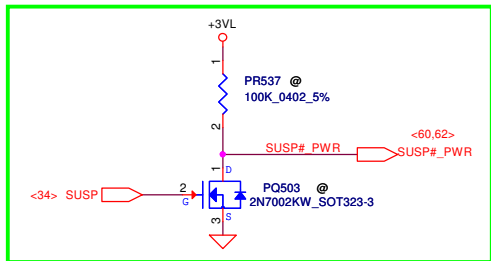 +3VL
1
PR537 @
100K_0402_5%
2
<60,62>
SUSP#_PWR SUSP#_PWR
1 D
<34> SUSP 2 G
PQ503 @
2N7002KW_SOT323-3
3 S